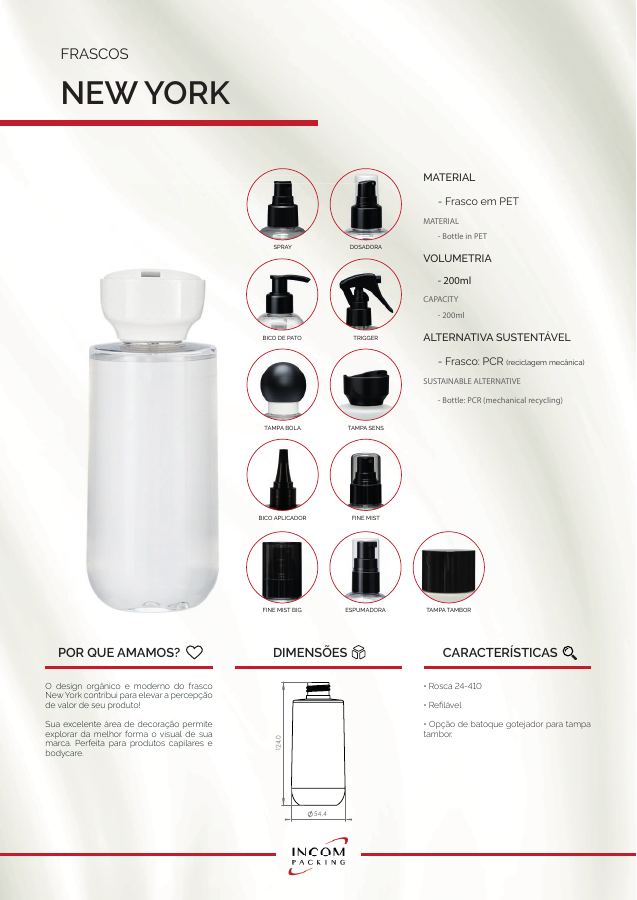 FRASCOS
NEW YORK
SPRAY
DOSADORA
BICO DE PATO
TRIGGER
TAMPA BOLA
TAMPA SENS
BICO APLICADOR
FINE MIST
FINE MIST BIG
ESPUMADORA
TAMPA TAMBOR
MATERIAL
- Frasco em PET
MATERIAL
- Bottle in PET
VOLUMETRIA
- 200ml
CAPACITY
- 200ml
ALTERNATIVA SUSTENTÁVEL
- Frasco: PCR (reciclagem mecânica)
SUSTAINABLE ALTERNATIVE
- Bottle: PCR (mechanical recycling)
POR QUE AMAMOS?
O design orgânico e moderno do frasco
New York contribui para elevar a percepção
de valor de seu produto!
Sua excelente área de decoração permite
explorar da melhor forma o visual de sua
marca. Perfeita para produtos capilares e
bodycare.
DIMENSÕES
124.0
Ø54.4
CARACTERÍSTICAS
• Rosca 24-410
• Refilável
• Opção de batoque gotejador para tampa
tambor.
INCOM
PACKING